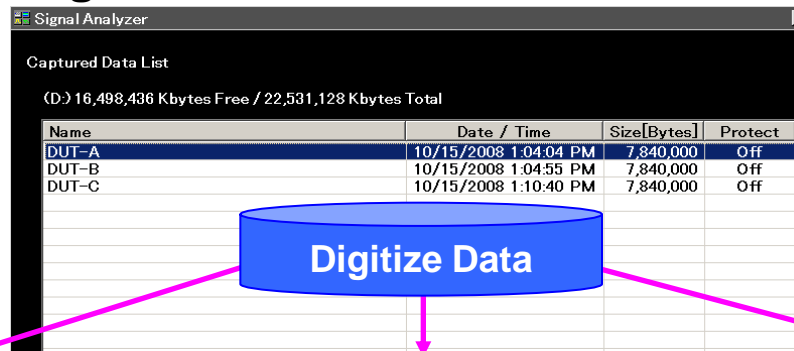 Signal Analyzer
Captured Data List
(D:) 16,498,436 Kbytes Free / 22,531,128 Kbytes Total
Name Date / Time Size[Bytes] Protect
DUT-A 10/15/2008 1:04:04 PM 7,840,000 Off
DUT-B 10/15/2008 1:04:55 PM 7,840,000 Off
DUT-C 10/15/2008 1:10:40 PM 7,840,000 Off
Digitize Data